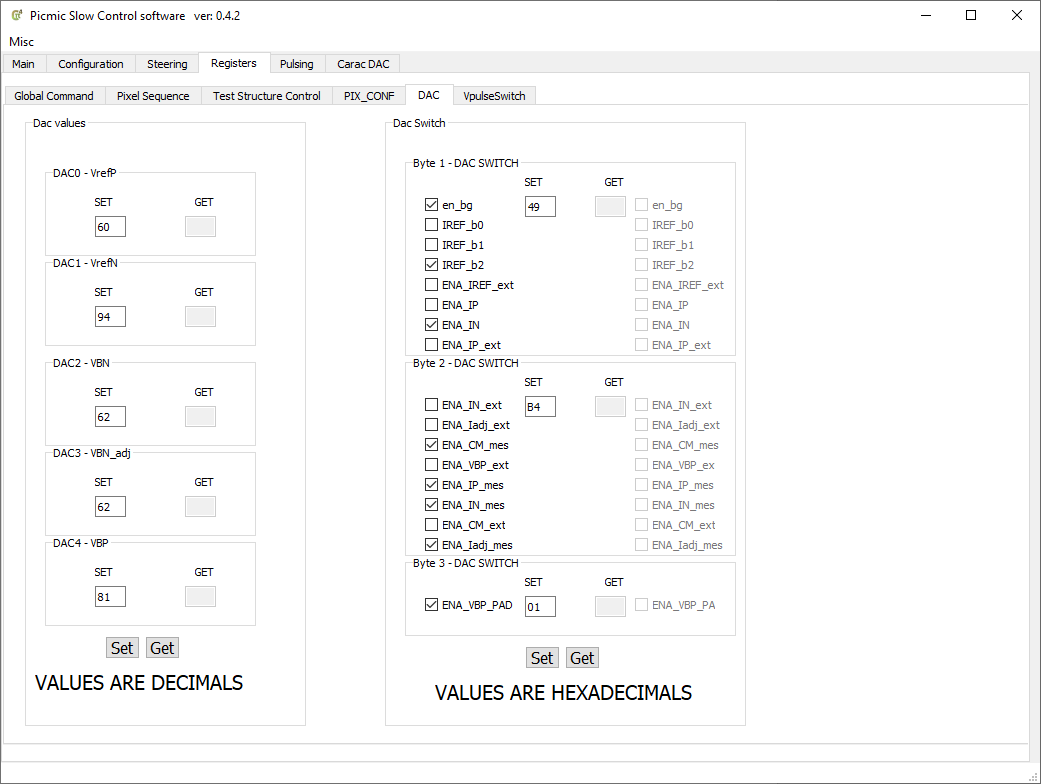 Picmic Slow Control software   ver: 0.4.2
Misc
Main Configuration Steering Registers Pulsing Carac DAC
Global Command Pixel Sequence Test Structure Control PIX_CONF DAC VpulseSwitch
Dac values
DAC0 - VrefP
SET GET
60
DAC1 - VrefN
SET GET
94
DAC2 - VBN
SET GET
62
DAC3 - VBN_adj
SET GET
62
DAC4 - VBP
SET GET
81
Set Get
VALUES ARE DECIMALS
Dac Switch
Byte 1 - DAC SWITCH
SET GET
en_bg 49 en_bg
IREF_b0 IREF_b0
IREF_b1 IREF_b1
IREF_b2 IREF_b2
ENA_IREF_ext ENA_IREF_ext
ENA_IP ENA_IP
ENA_IN ENA_IN
ENA_IP_ext ENA_IP_ext
Byte 2 - DAC SWITCH
SET GET
ENA_IN_ext B4 ENA_IN_ext
ENA_Iadj_ext ENA_Iadj_ext
ENA_CM_mes ENA_CM_mes
ENA_VBP_ext ENA_VBP_ex
ENA_IP_mes ENA_IP_mes
ENA_IN_mes ENA_IN_mes
ENA_CM_ext ENA_CM_ext
ENA_Iadj_mes ENA_Iadj_mes
Byte 3 - DAC SWITCH
SET GET
ENA_VBP_PAD 01 ENA_VBP_PA
Set Get
VALUES ARE HEXADECIMALS